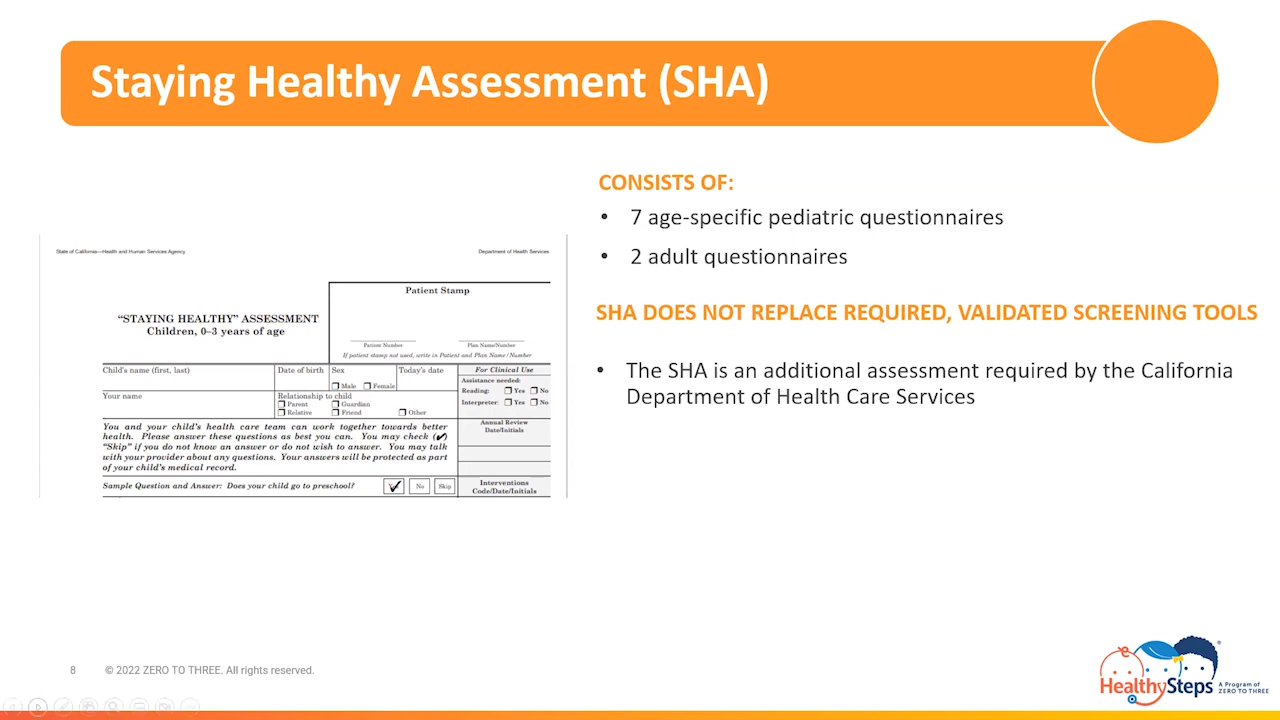 Staying Healthy Assessment (SHA)
State of California—Health and Human Services Agency
Department of Health Services
Patient Stamp
"STAYING HEALTHY" ASSESSMENT
Children, 0–3 years of age
Patient Number
Plan Name/Number
If patient stamp not used, write in Patient and Plan Name/Number
Child's name (first, last)
Date of birth
Sex
Male
Female
Today's date
For Clinical Use
Assistance needed:
Reading: Yes No
Interpreter: Yes No
Your name
Relationship to child
Parent
Guardian
Relative
Friend
Other
You and your child's health care team can work together towards better
health. Please answer these questions as best you can. You may check (✔)
"Skip" if you do not know an answer or do not wish to answer. You may talk
with your provider about any questions. Your answers will be protected as part
of your child's medical record.
Annual Review
Date/Initials
Sample Question and Answer: Does your child go to preschool?
No
Skip
Interventions
Code/Date/Initials
CONSISTS OF:
• 7 age-specific pediatric questionnaires
• 2 adult questionnaires
SHA DOES NOT REPLACE REQUIRED, VALIDATED SCREENING TOOLS
• The SHA is an additional assessment required by the California
Department of Health Care Services
8
© 2022 ZERO TO THREE. All rights reserved.
HealthySteps
®
A Program of
ZERO TO THREE